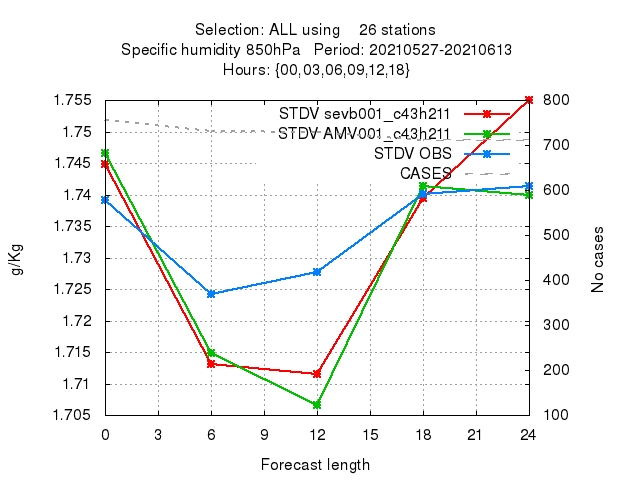 Selection: ALL using 26 stations
Specific humidity 850hPa Period: 20210527-20210613
Hours: {00,03,06,09,12,18}
STDV sevb001_c43h211
STDV AMV001_c43h211
STDV OBS
CASES
1.755
1.75
1.745
1.74
1.735
1.73
1.725
1.72
1.715
1.71
1.705
g/Kg
800
700
600
500
400
300
200
100
No cases
0 3 6 9 12 15 18 21 24
Forecast length